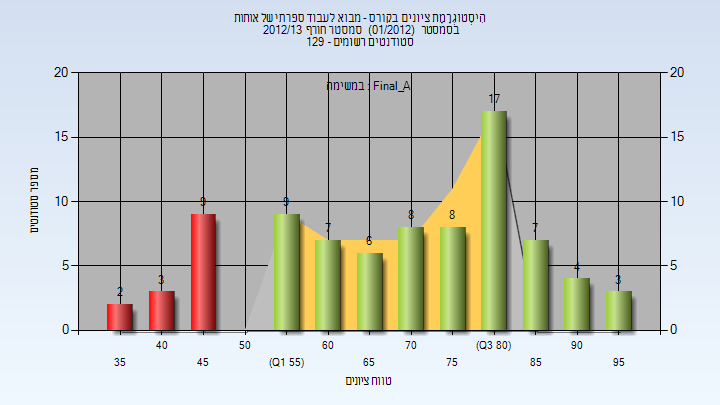 היסטוגרמת ציונים בקורס - מבוא לעבוד ספרתי של אותות
בסמסטר (01/2012) סמסטר חורף 2012/13
סטודנטים רשומים - 129
במשימה : Final_A
מספר סטודנטים
20 20
15 15
10 10
5 5
0 0
2 3 9 9 7 6 8 8 17 7 4 3
40 50 60 70 (Q3 80) 90
35 45 (Q1 55) 65 75 85 95
טווח ציונים